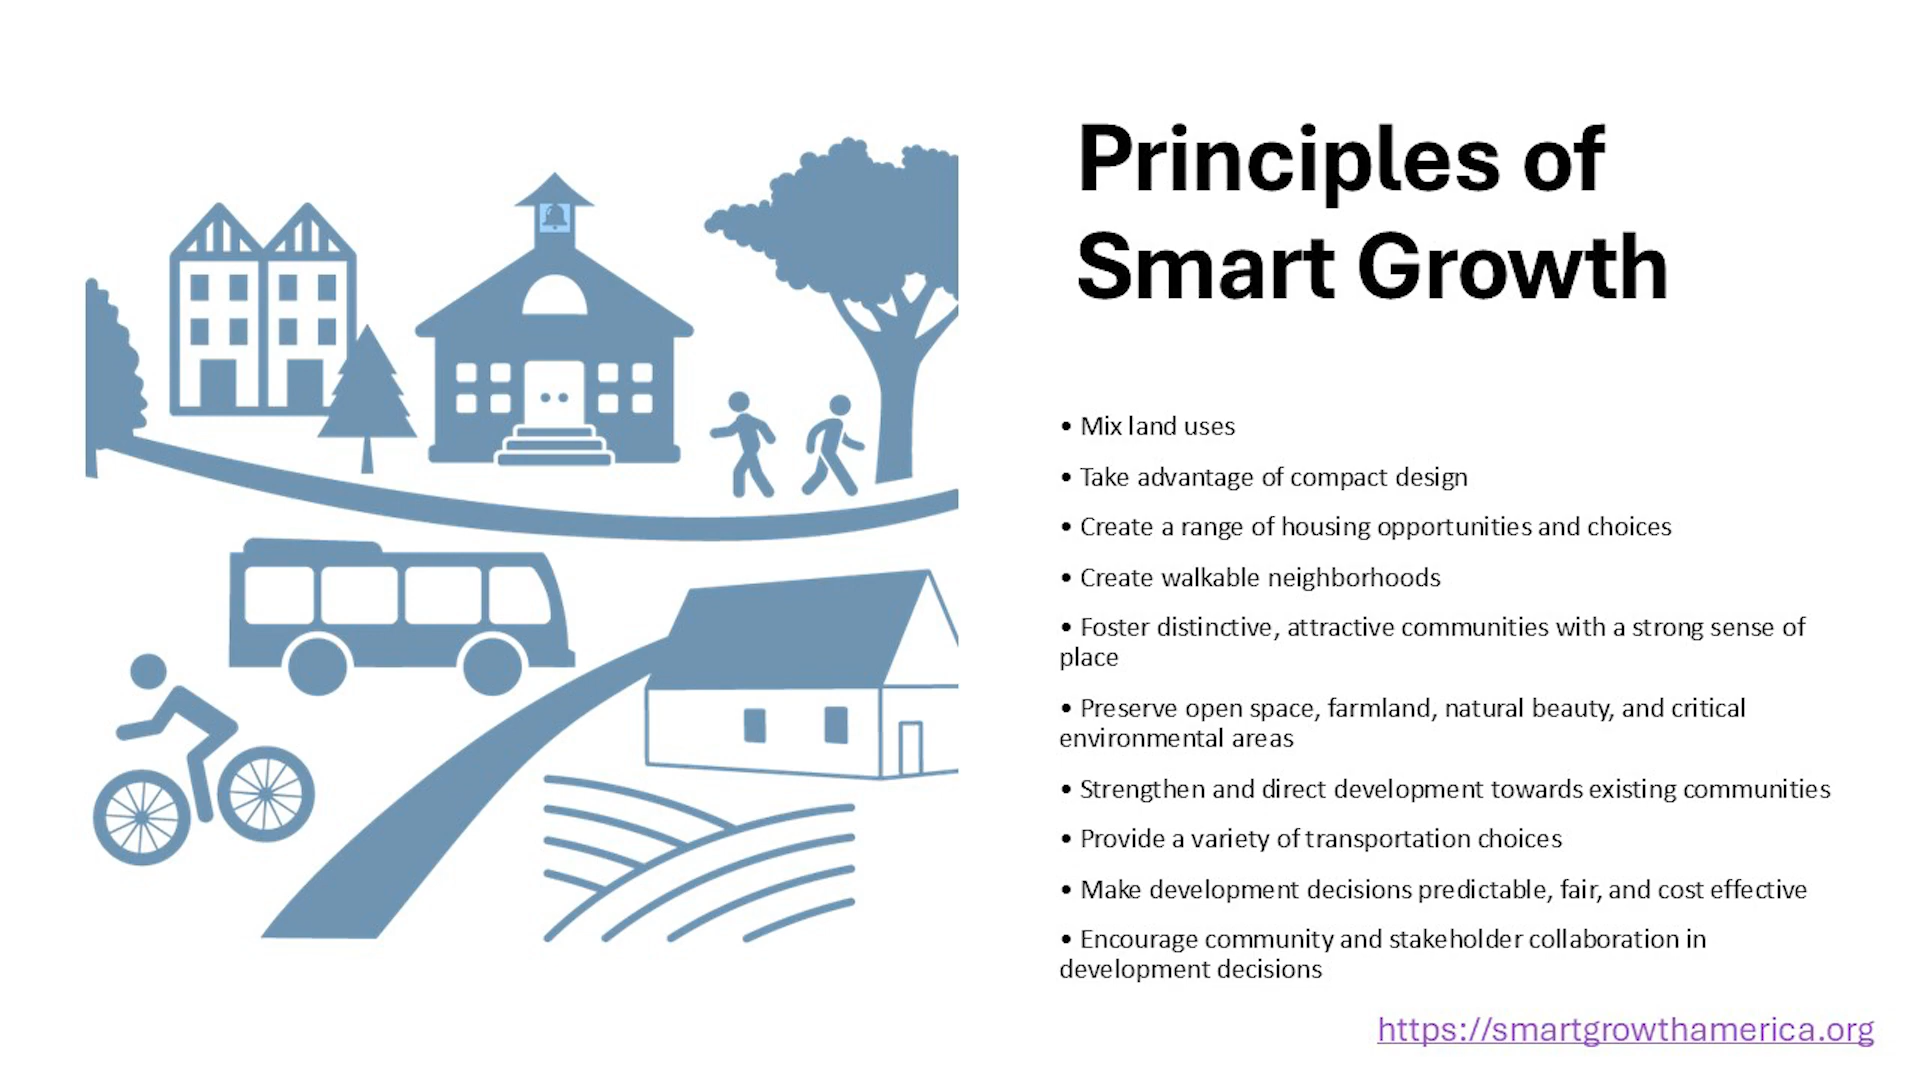 Principles of
Smart Growth
• Mix land uses
• Take advantage of compact design
• Create a range of housing opportunities and choices
• Create walkable neighborhoods
• Foster distinctive, attractive communities with a strong sense of
place
• Preserve open space, farmland, natural beauty, and critical
environmental areas
• Strengthen and direct development towards existing communities
• Provide a variety of transportation choices
• Make development decisions predictable, fair, and cost effective
• Encourage community and stakeholder collaboration in
development decisions
https://smartgrowthamerica.org